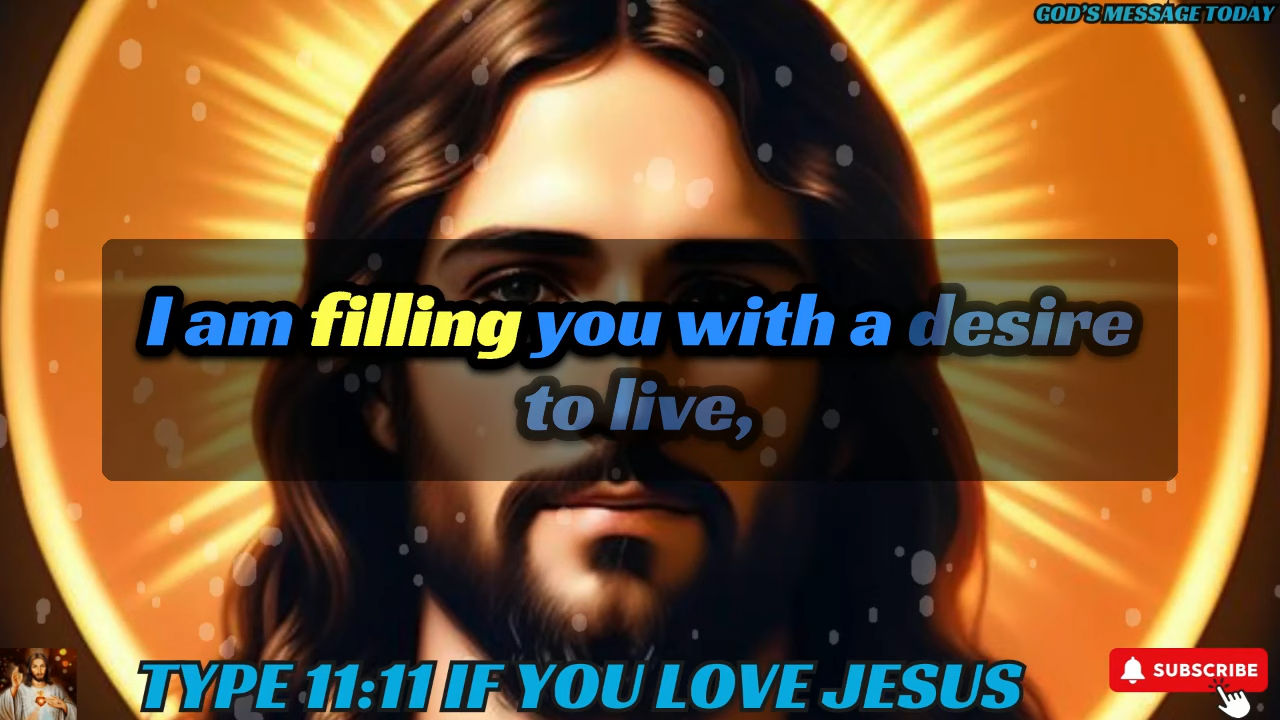 GOD'S MESSAGE TODAY
I am filling you with a desire
to live,
TYPE 11:11 IF YOU LOVE JESUS
SUBSCRIBE